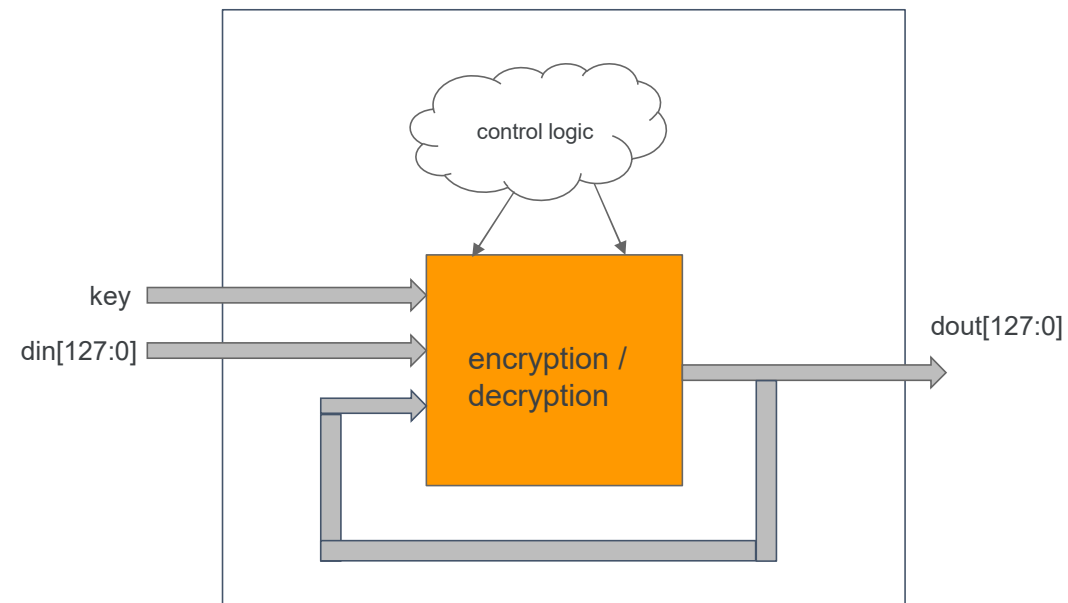 control logic
key
din[127:0]
dout[127:0]
encryption /
decryption